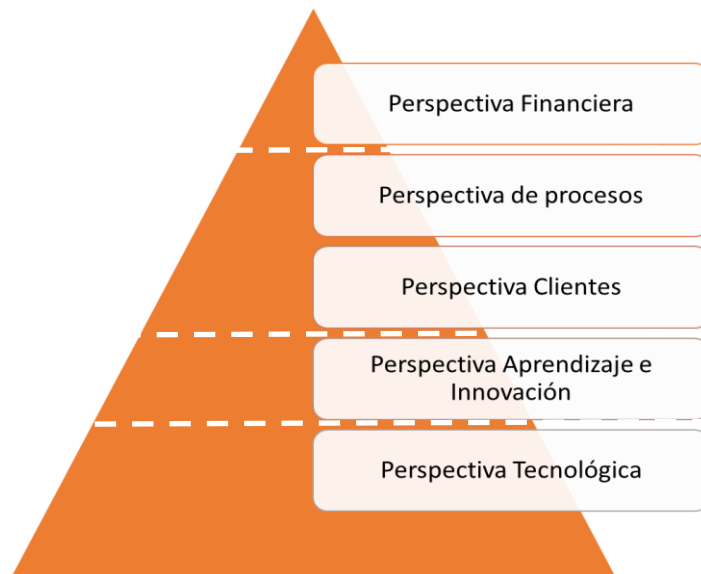 Perspectiva Financiera
Perspectiva de procesos
Perspectiva Clientes
Perspectiva Aprendizaje e
Innovación
Perspectiva Tecnológica